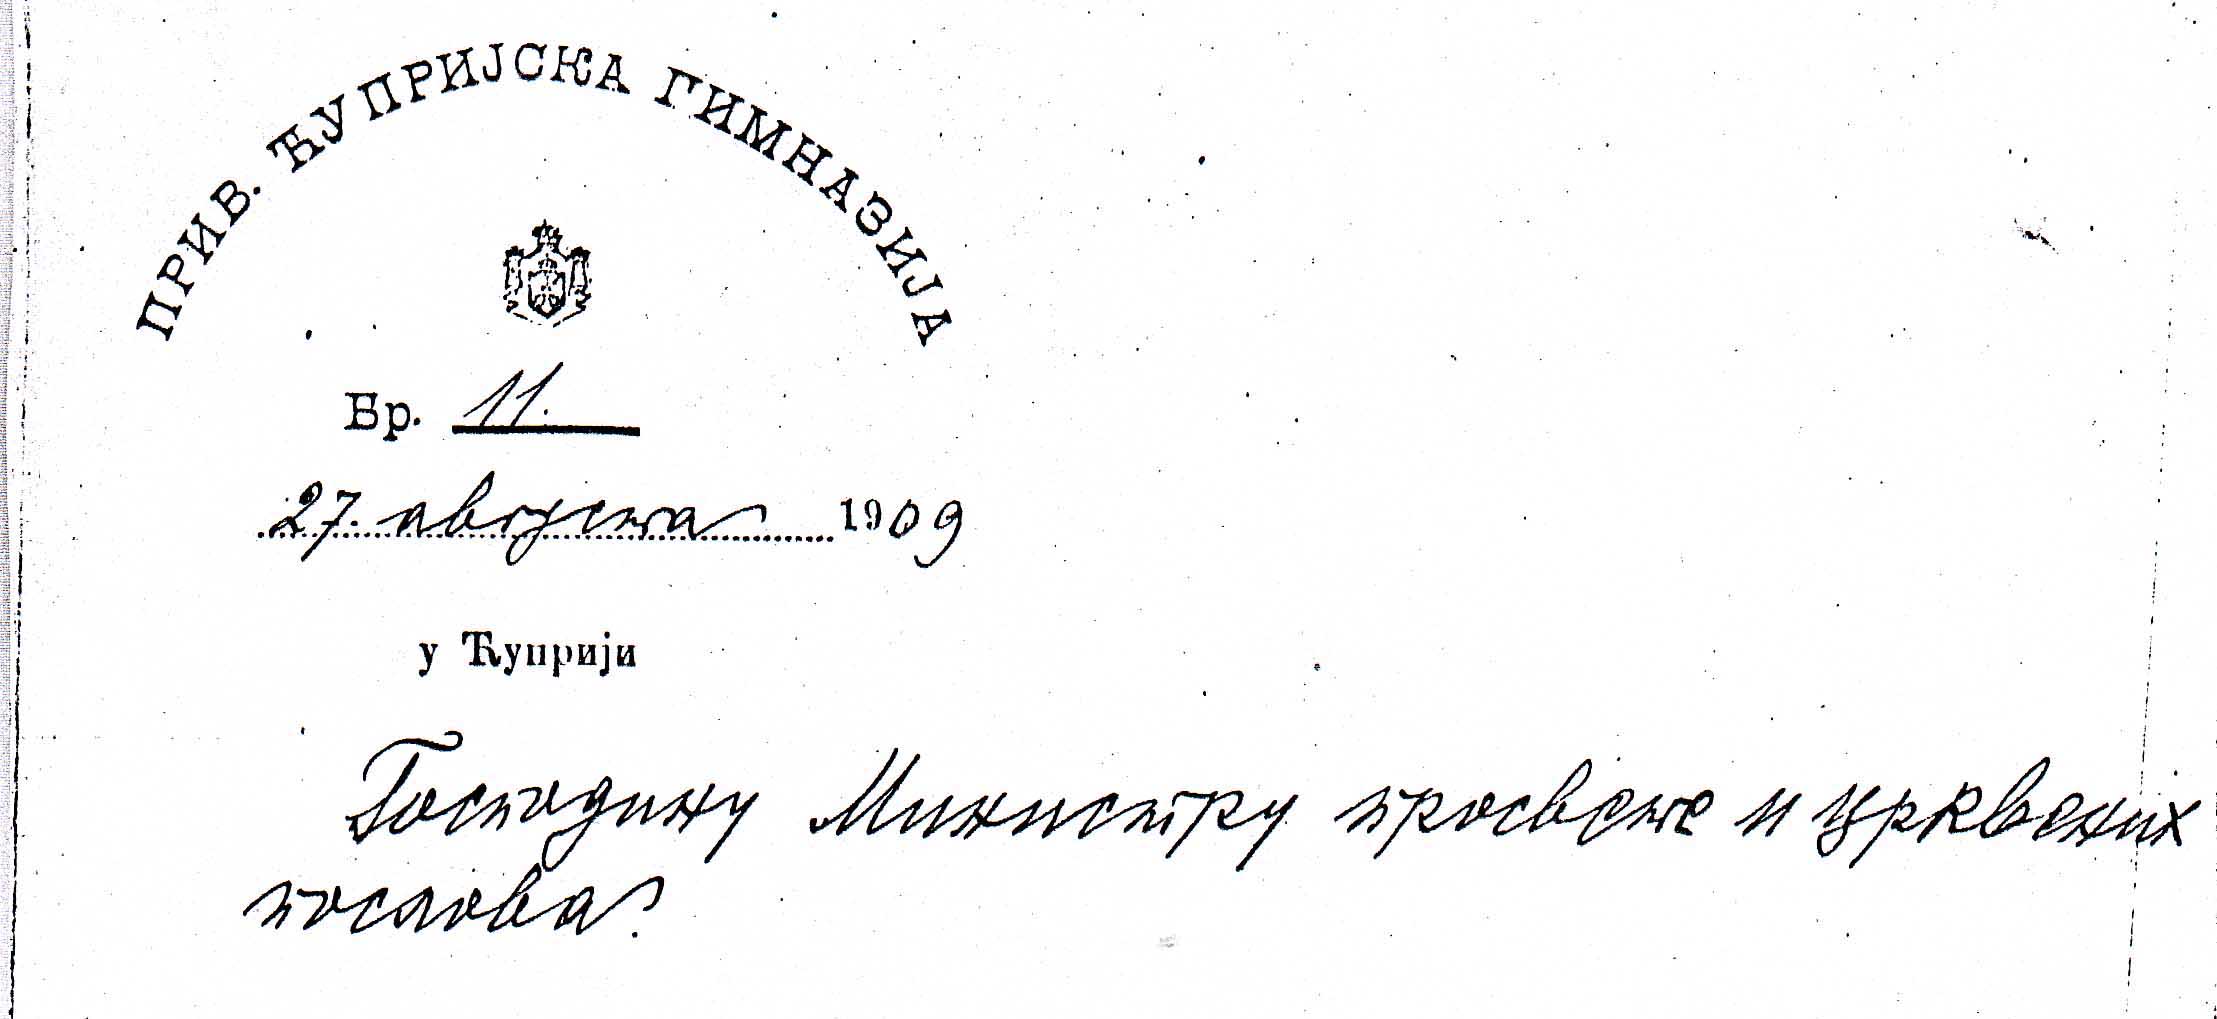 ПРИВ. ЋУПРИЈСКА ГИМНАЗИЈА
Бр. 11.
27. августа 1909
у Ћуприји
Господину Министру просвете и црквених
послова.